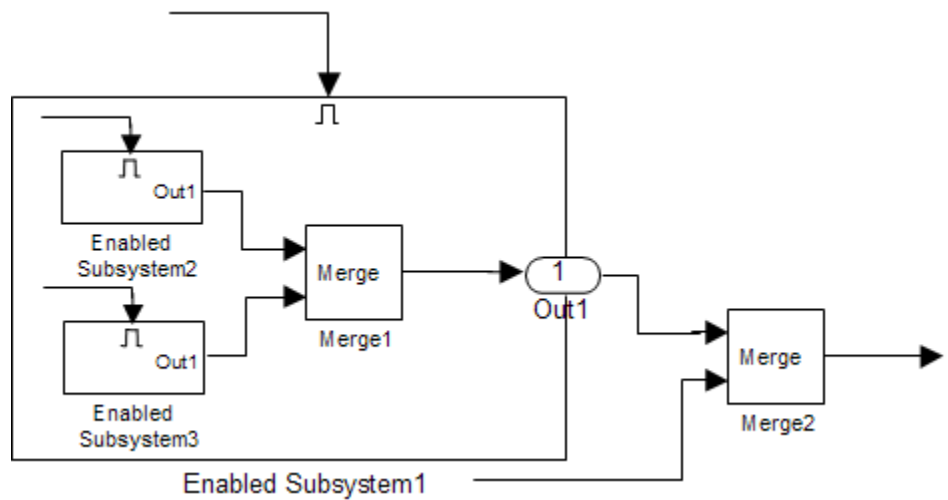 Out1
Enabled
Subsystem2
Merge
Merge1
1
Out1
Out1
Enabled
Subsystem3
Merge
Merge2
Enabled Subsystem1